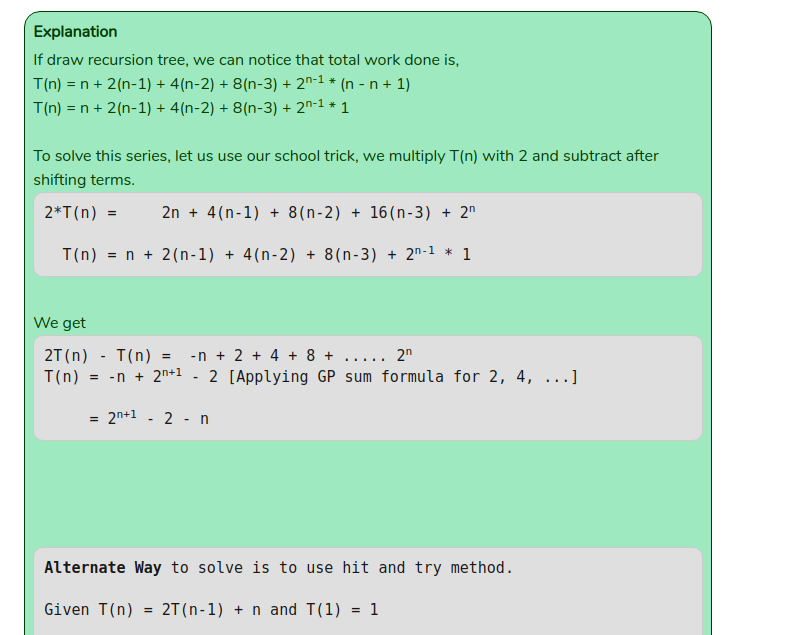 Explanation
If draw recursion tree, we can notice that total work done is,
T(n) = n + 2(n-1) + 4(n-2) + 8(n-3) + 2ⁿ⁻¹ * (n - n + 1)
T(n) = n + 2(n-1) + 4(n-2) + 8(n-3) + 2ⁿ⁻¹ * 1
To solve this series, let us use our school trick, we multiply T(n) with 2 and subtract after
shifting terms.
2*T(n) =     2n + 4(n-1) + 8(n-2) + 16(n-3) + 2ⁿ
T(n) = n + 2(n-1) + 4(n-2) + 8(n-3) + 2ⁿ⁻¹ * 1
We get
2T(n) - T(n) =  -n + 2 + 4 + 8 + ..... 2ⁿ
T(n) = -n + 2ⁿ⁺¹ - 2 [Applying GP sum formula for 2, 4, ...]
= 2ⁿ⁺¹ - 2 - n
Alternate Way to solve is to use hit and try method.
Given T(n) = 2T(n-1) + n and T(1) = 1